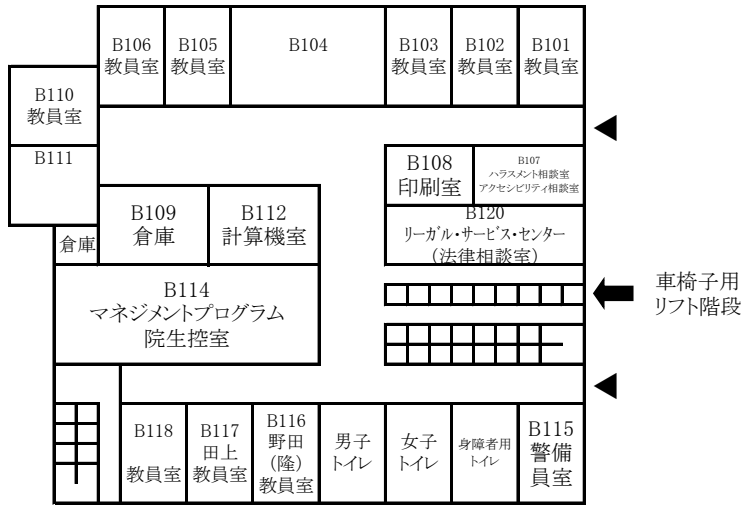 B106
教員室
B105
教員室
B104
B103
教員室
B102
教員室
B101
教員室
B110
教員室
B111
B108
印刷室
B107
ハラスメント相談室
アクセシビリティ相談室
B109
倉庫
B112
計算機室
B120
リーガル・サービス・センター
(法律相談室)
倉庫
B114
マネジメントプログラム
院生控室
車椅子用
リフト階段
B118
教員室
B117
田上
教員室
B116
野田
(隆)
教員室
男子
トイレ
女子
トイレ
身障者用
トイレ
B115
警備
員室